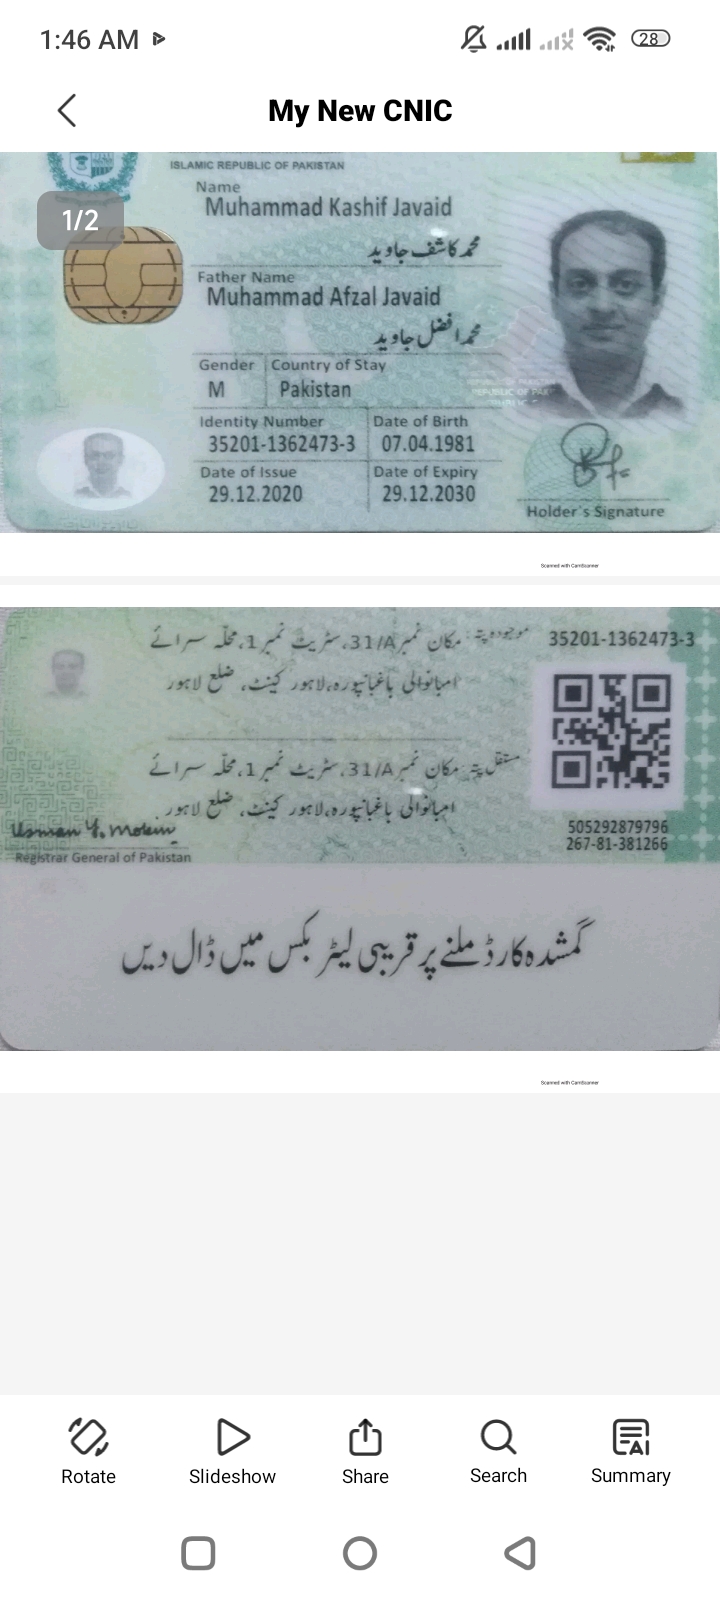 1:46 AM
28
My New CNIC
1/2
ISLAMIC REPUBLIC OF PAKISTAN
Name
Muhammad Kashif Javaid
محمد کاشف جاوید
Father Name
Muhammad Afzal Javaid
محمد افضل جاوید
Gender Country of Stay
M Pakistan
Identity Number Date of Birth
35201-1362473-3 07.04.1981
Date of Issue Date of Expiry
29.12.2020 29.12.2030
Holder's Signature
Scanned with CamScanner
35201-1362473-3
موجودہ پتہ: مکان نمبر 31/A، سٹریٹ نمبر 1، محلّہ سرائے
باغبانپورہ، لاہور کینٹ، ضلع لاہور
مستقل پتہ: مکان نمبر 31/A، سٹریٹ نمبر 1، محلّہ سرائے
باغبانپورہ، لاہور کینٹ، ضلع لاہور
Usman Y. Mobin
Registrar General of Pakistan
505292879796
267-81-381266
گمشدہ کارڈ ملنے پر قریبی لیٹر بکس میں ڈال دیں
Scanned with CamScanner
Rotate Slideshow Share Search Summary